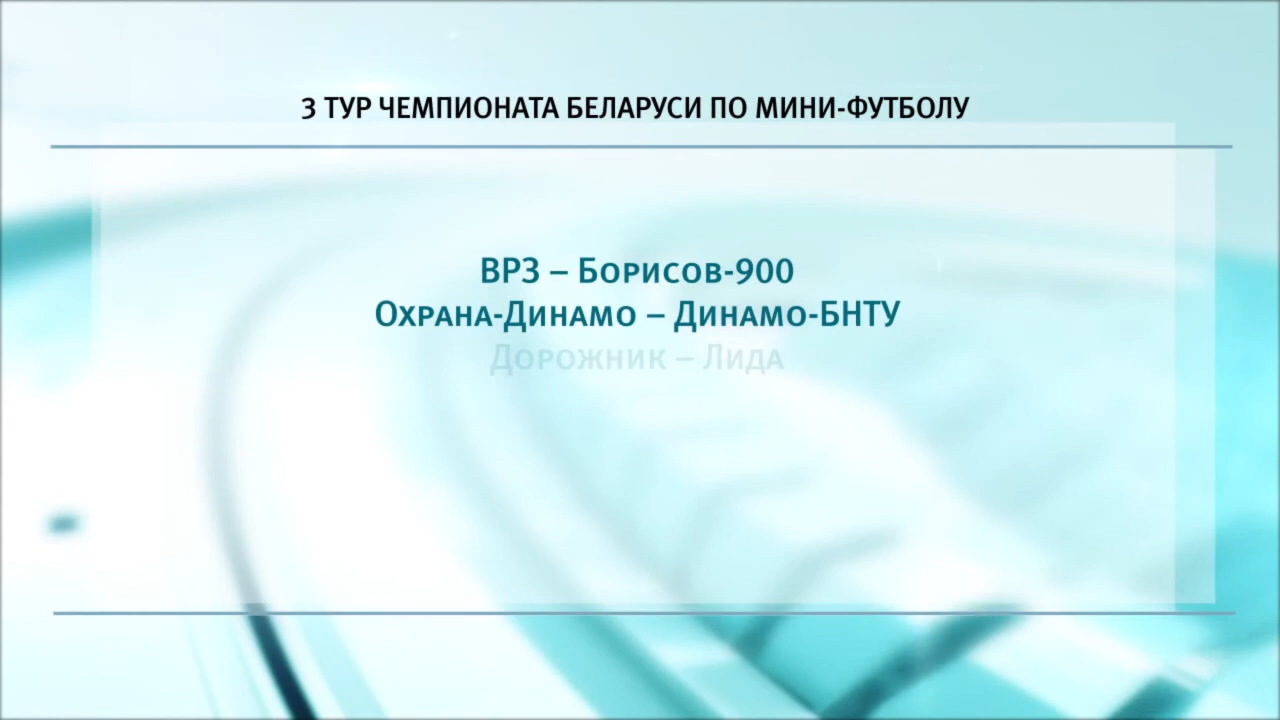 3 ТУР ЧЕМПИОНАТА БЕЛАРУСИ ПО МИНИ-ФУТБОЛУ
ВРЗ – Борисов-900
Охрана-Динамо – Динамо-БНТУ
Дорожник – Лида